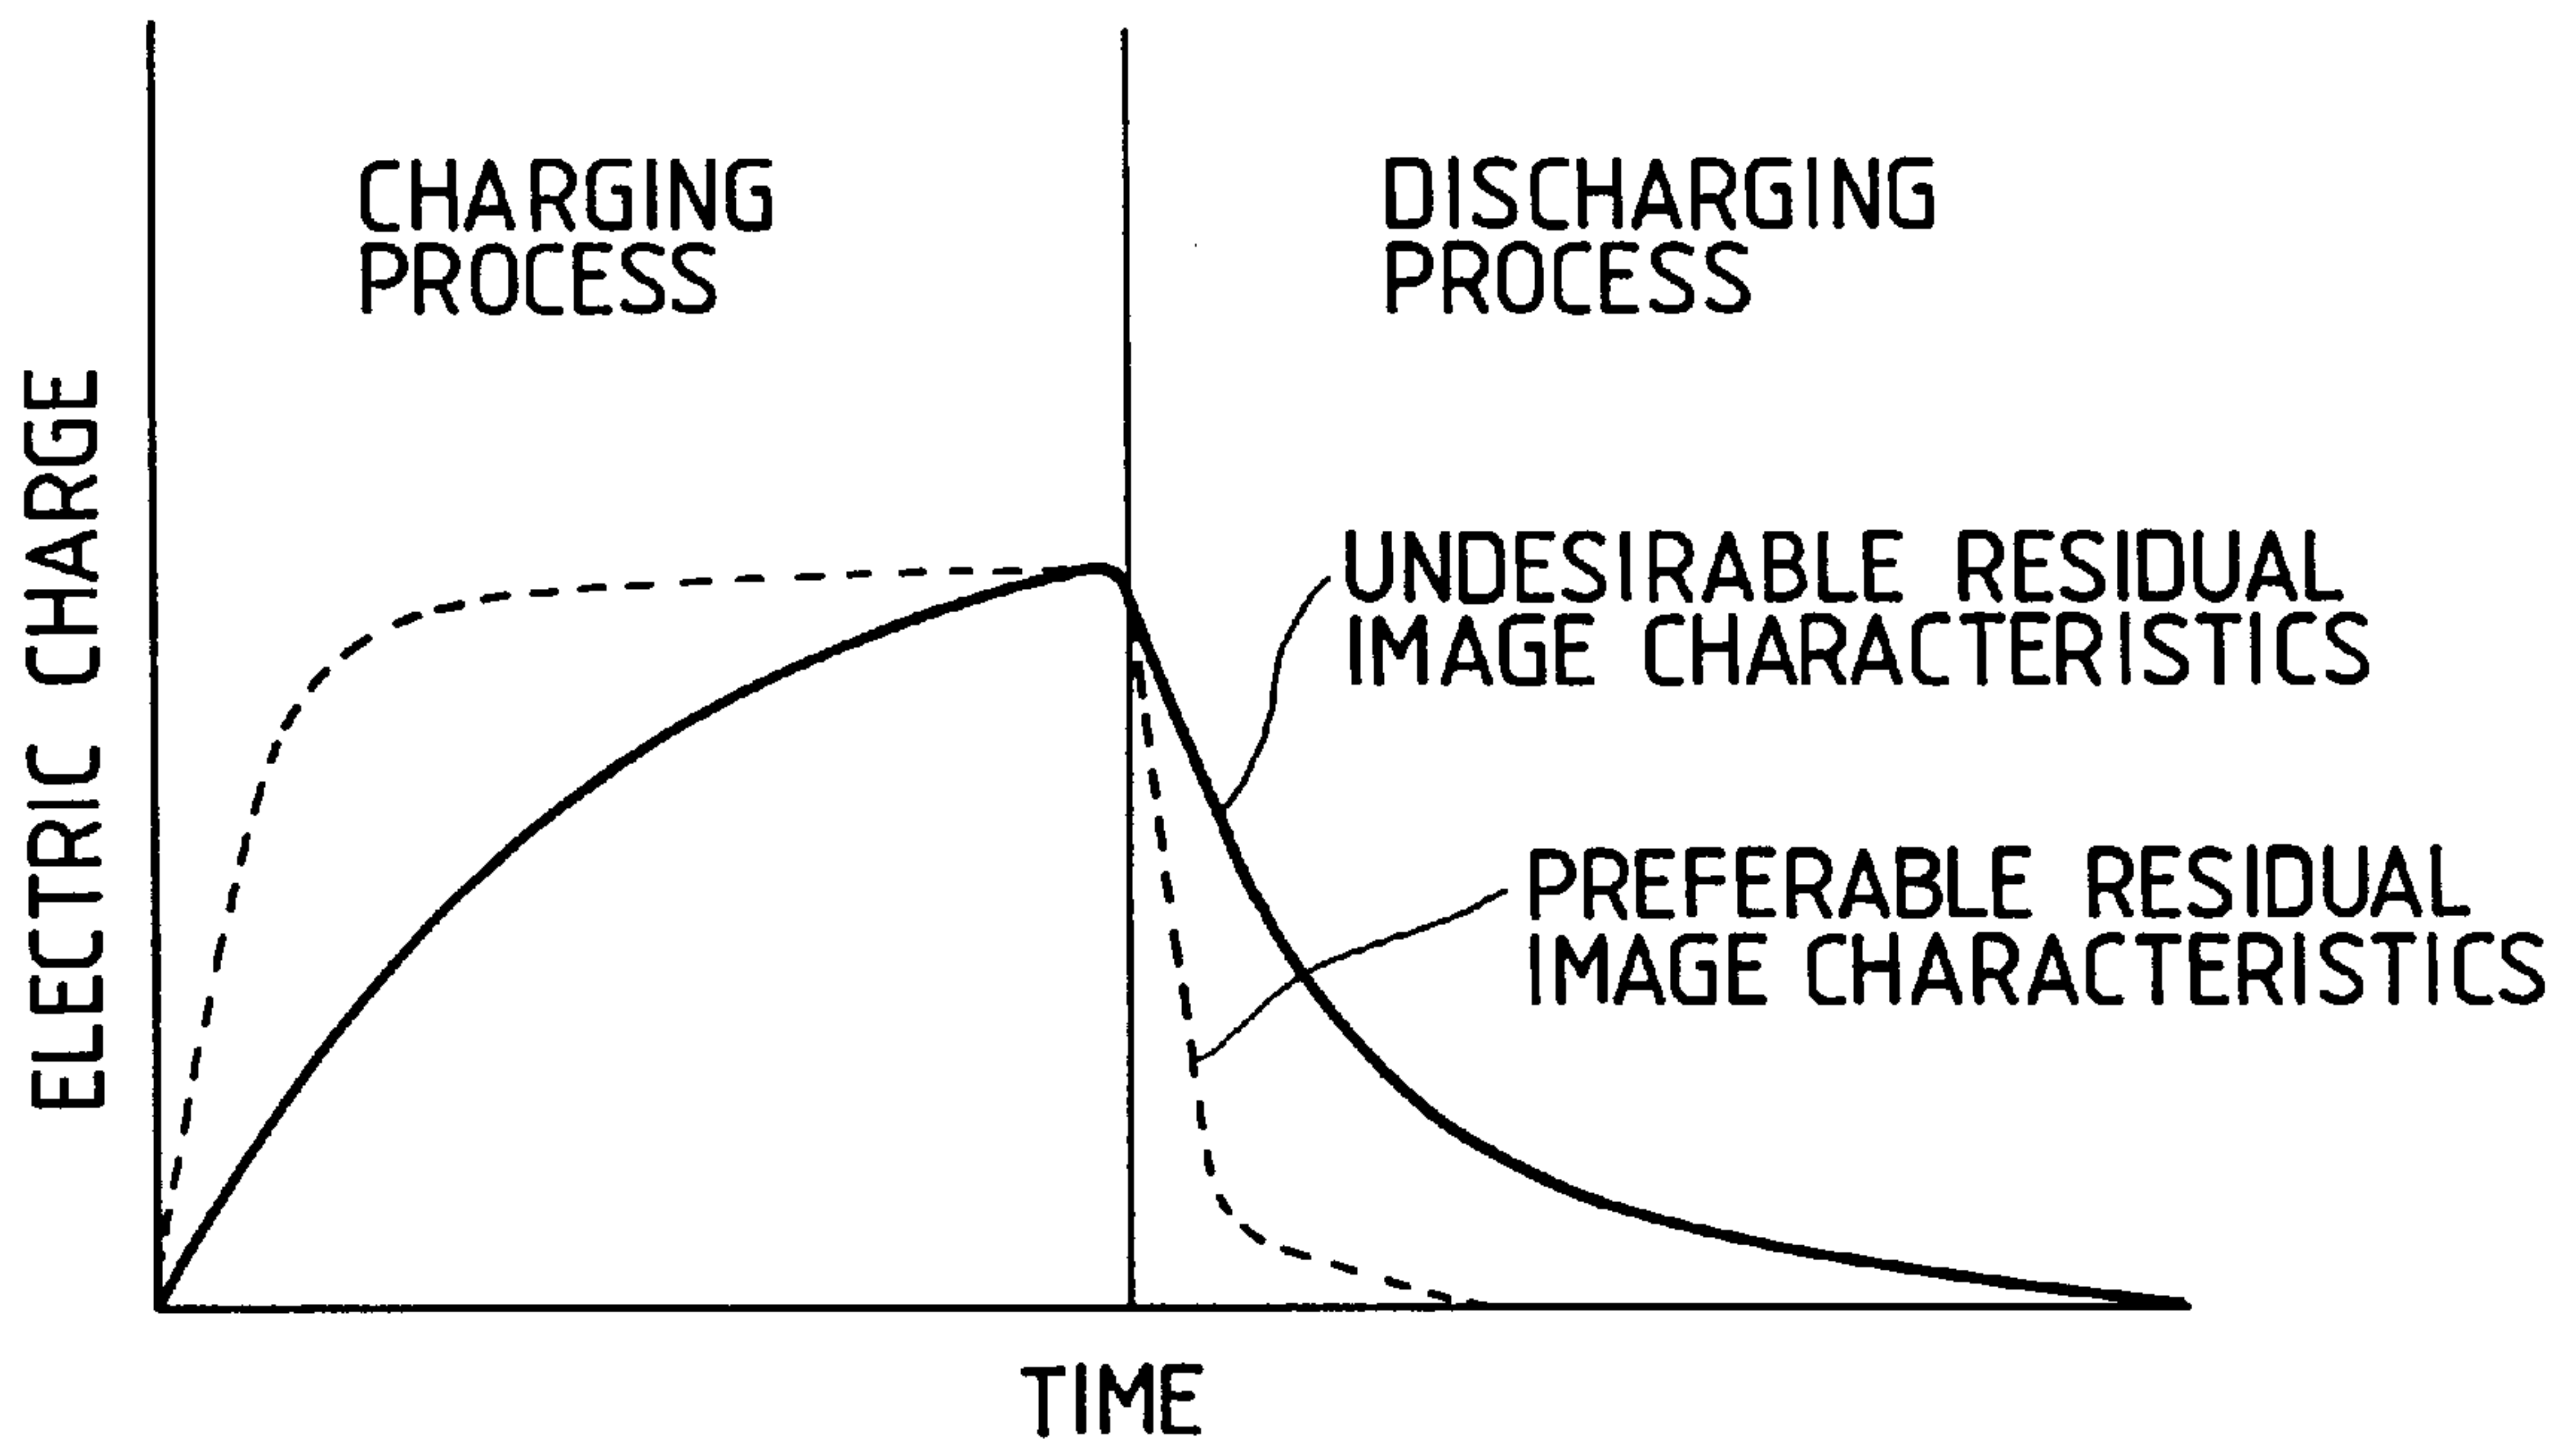 CHARGING
PROCESS
DISCHARGING
PROCESS
ELECTRIC CHARGE
UNDESIRABLE RESIDUAL
IMAGE CHARACTERISTICS
PREFERABLE RESIDUAL
IMAGE CHARACTERISTICS
TIME